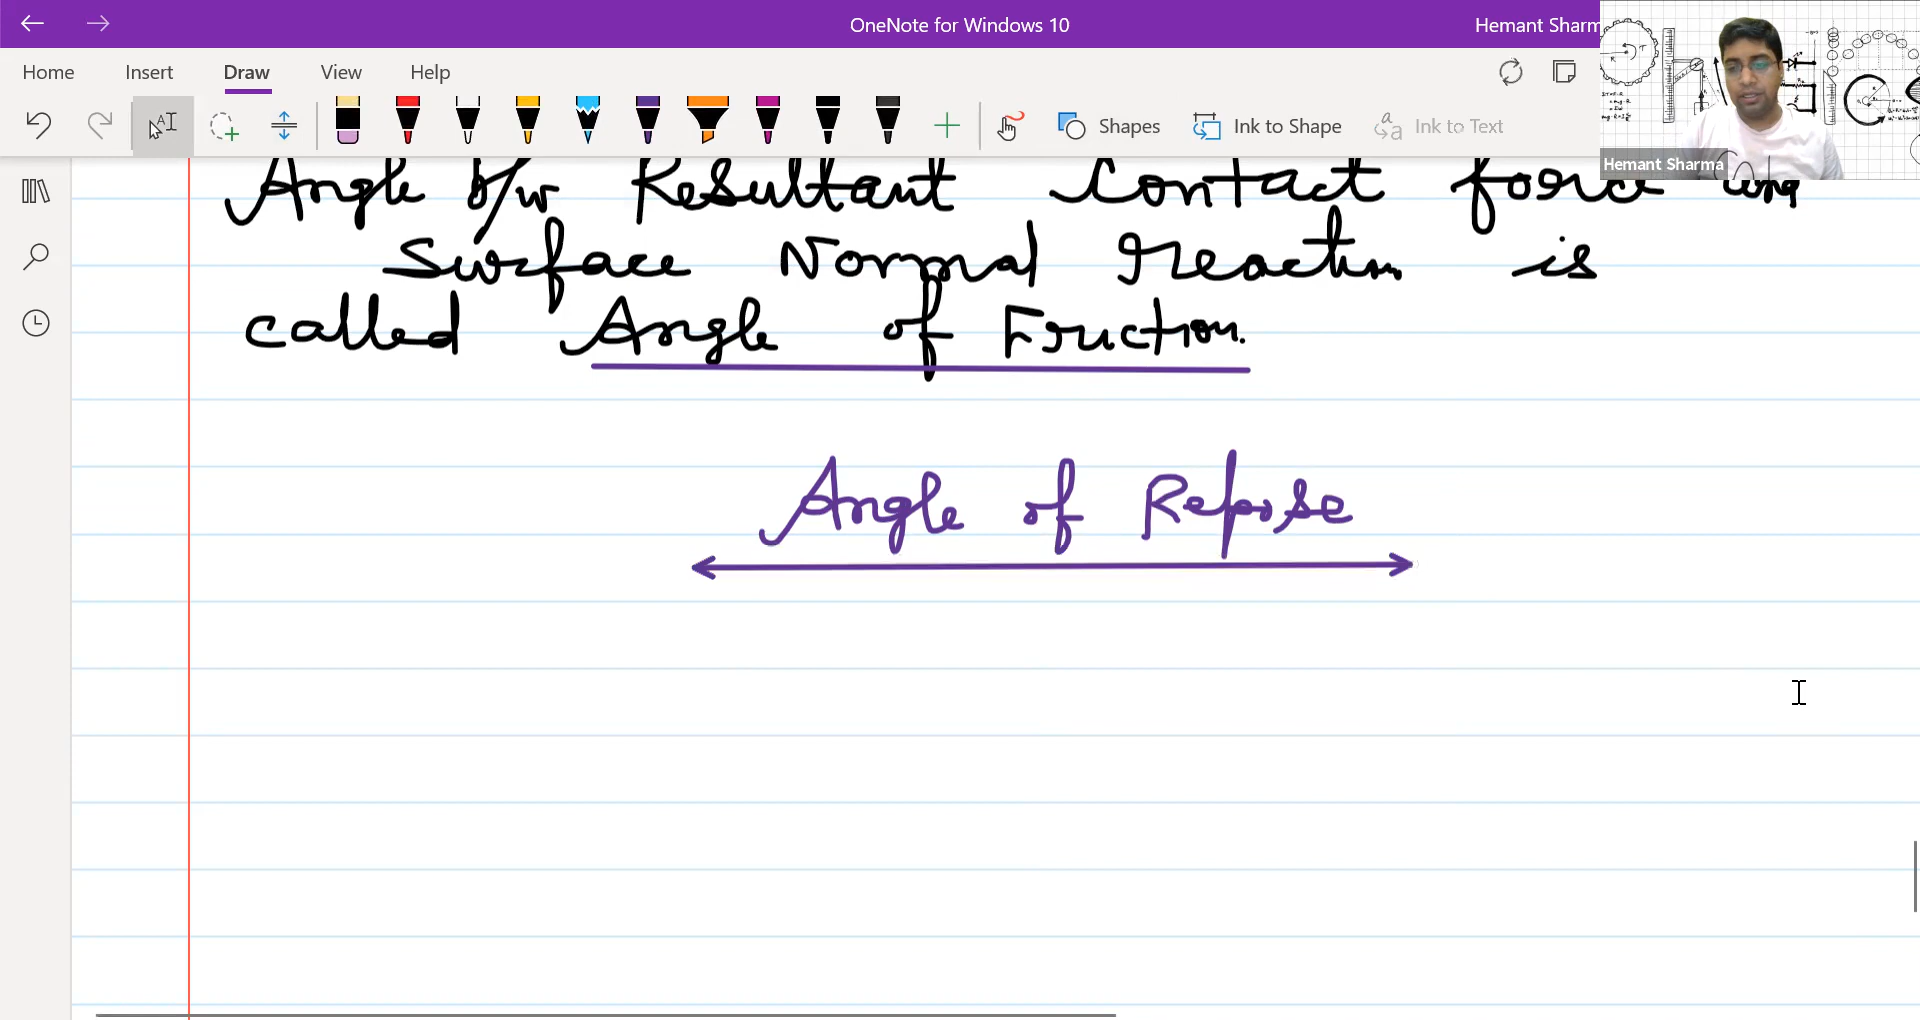 OneNote for Windows 10
Hemant Sharm
Home Insert Draw View Help
Shapes Ink to Shape Ink to Text
Hemant Sharma
Angle b/w Resultant Contact force and
Surface Normal Reaction is
called Angle of Friction.
Angle of Repose